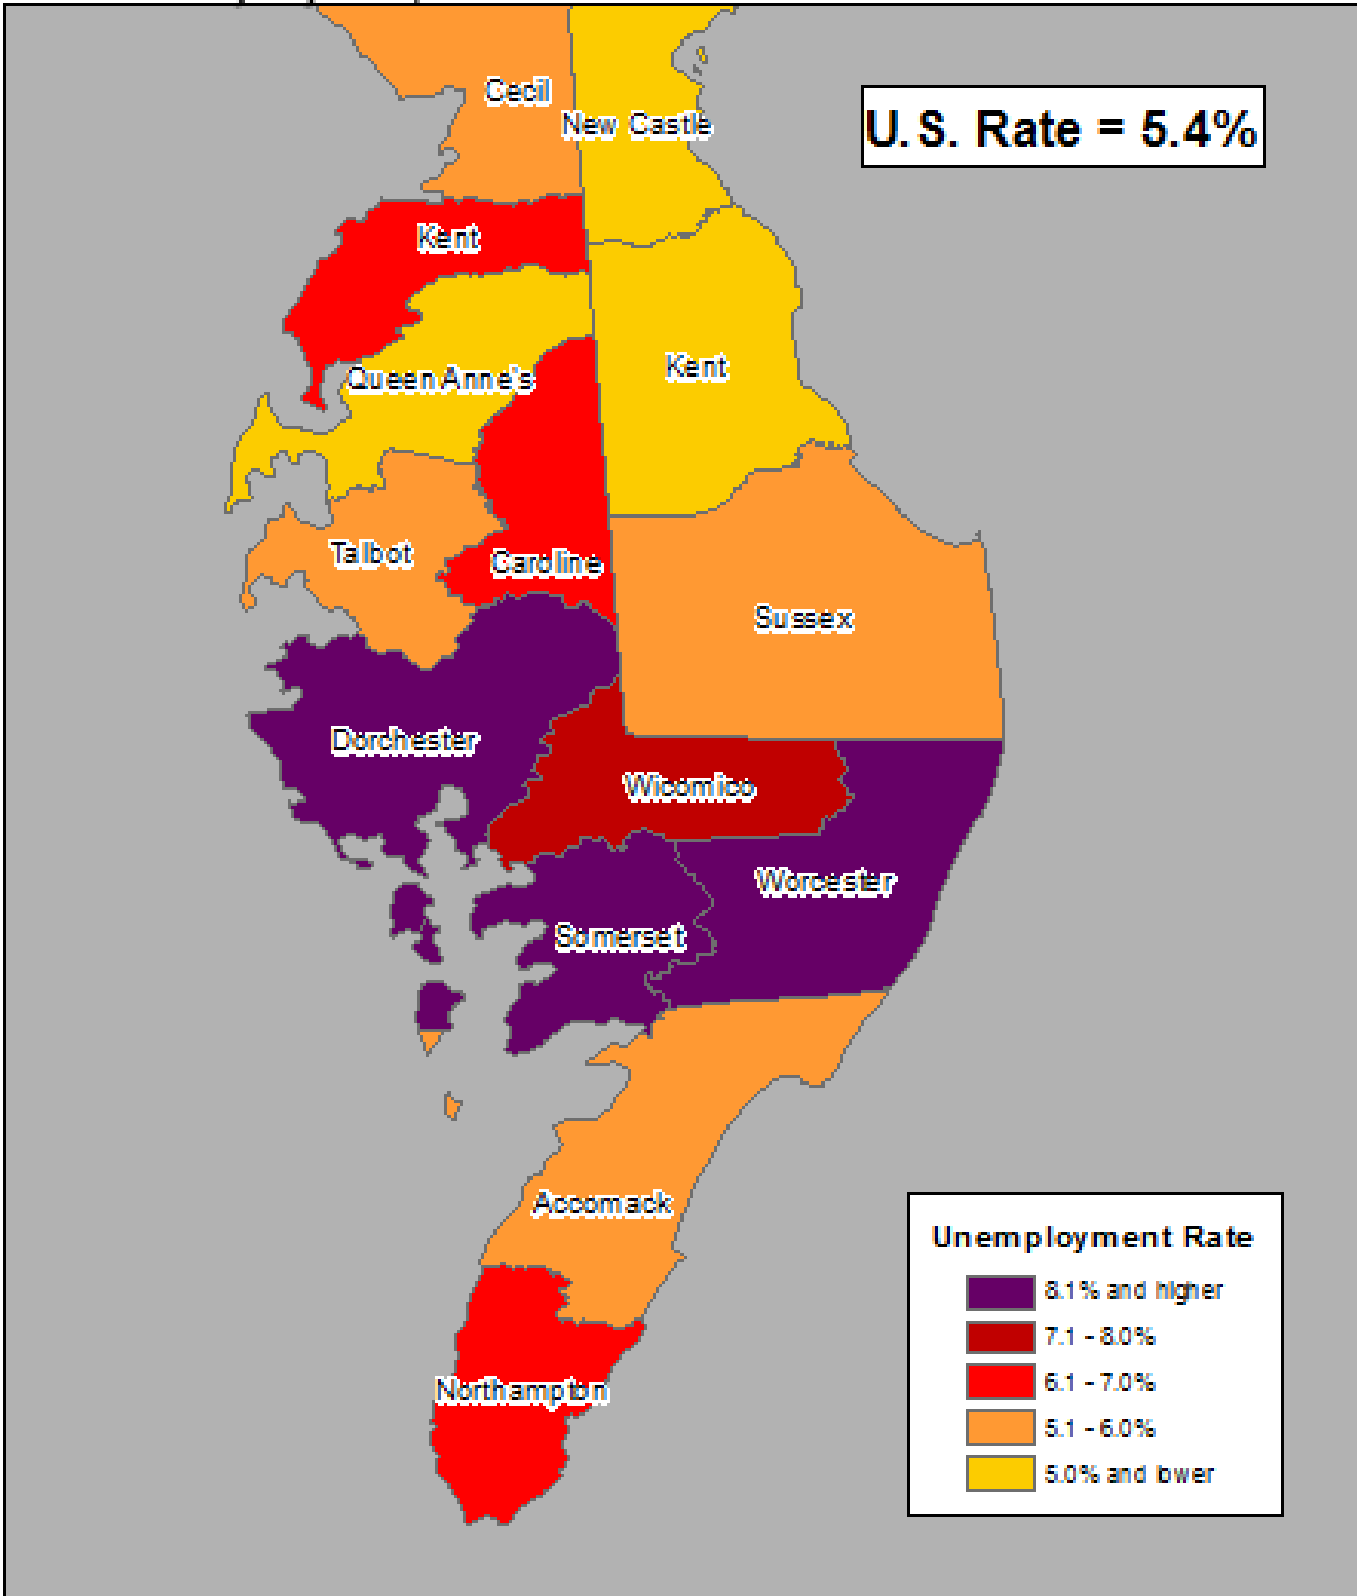 Cecil
New Castle
U.S. Rate = 5.4%
Kent
Kent
Queen Anne's
Talbot
Caroline
Sussex
Dorchester
Wicomico
Worcester
Somerset
Accomack
Northampton
Unemployment Rate
8.1% and higher
7.1 - 8.0%
6.1 - 7.0%
5.1 - 6.0%
5.0% and lower